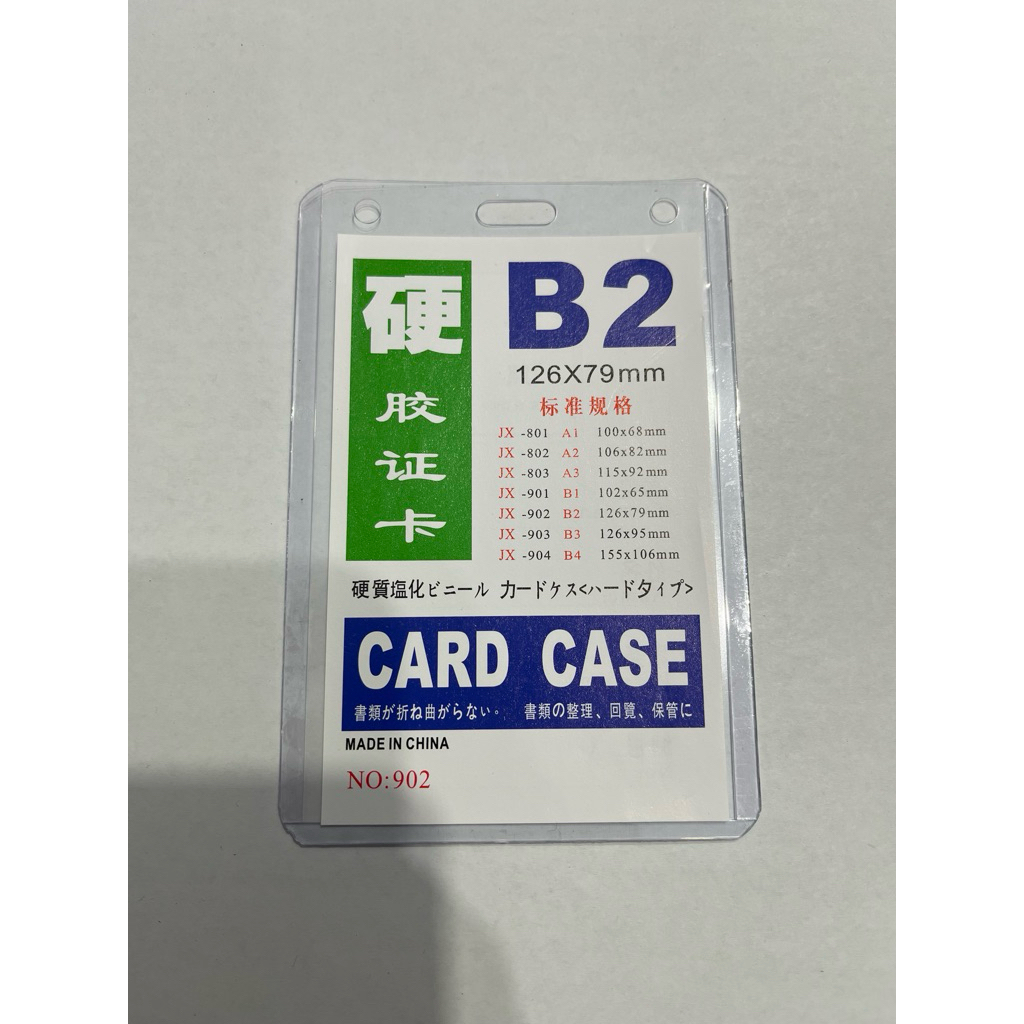 硬
胶
证
卡
B2
126X79mm
标准规格
JX -801 A1 100x68mm
JX -802 A2 106x82mm
JX -803 A3 115x92mm
JX -901 B1 102x65mm
JX -902 B2 126x79mm
JX -903 B3 126x95mm
JX -904 B4 155x106mm
硬質塩化ビニール カードケス<ハードタイプ>
CARD CASE
書類が折ね曲がらない。 書類の整理、回覽、保管に
MADE IN CHINA
NO:902